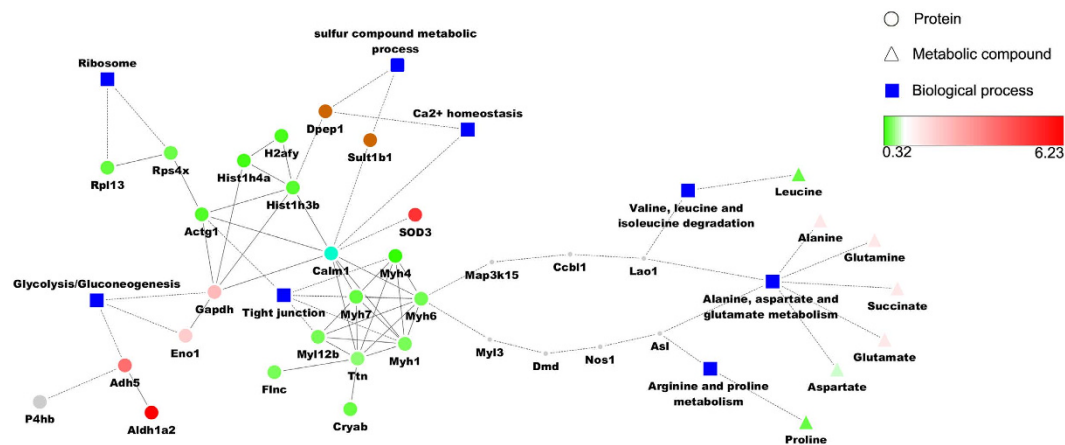 Protein
Metabolic compound
Biological process
0.32 6.23
sulfur compound metabolic
process
Ribosome
Ca2+ homeostasis
Dpep1
H2afy
Sult1b1
Rpl13
Rps4x
Hist1h4a
Hist1h3b
Leucine
Valine, leucine and
isoleucine degradation
Actg1
SOD3
Alanine
Glutamine
Calm1
Myh4
Map3k15
Ccbl1
Lao1
Glycolysis/Gluconeogenesis
Gapdh
Tight junction
Myh7
Myh6
Alanine, aspartate and
glutamate metabolism
Succinate
Eno1
Myl12b
Myh1
Myl3
Dmd
Nos1
Asl
Glutamate
Adh5
Flnc
Ttn
Arginine and proline
metabolism
Aspartate
P4hb
Aldh1a2
Cryab
Proline